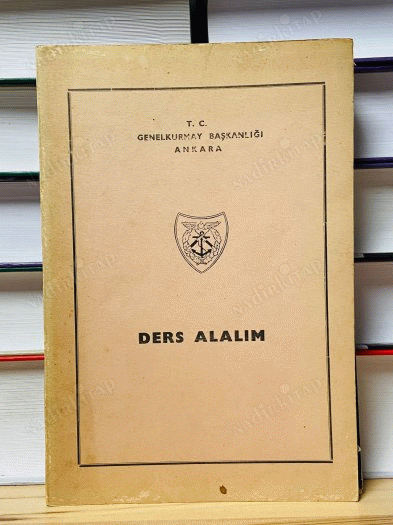 T. C.
GENELKURMAY BAŞKANLIĞI
ANKARA
DERS ALALIM